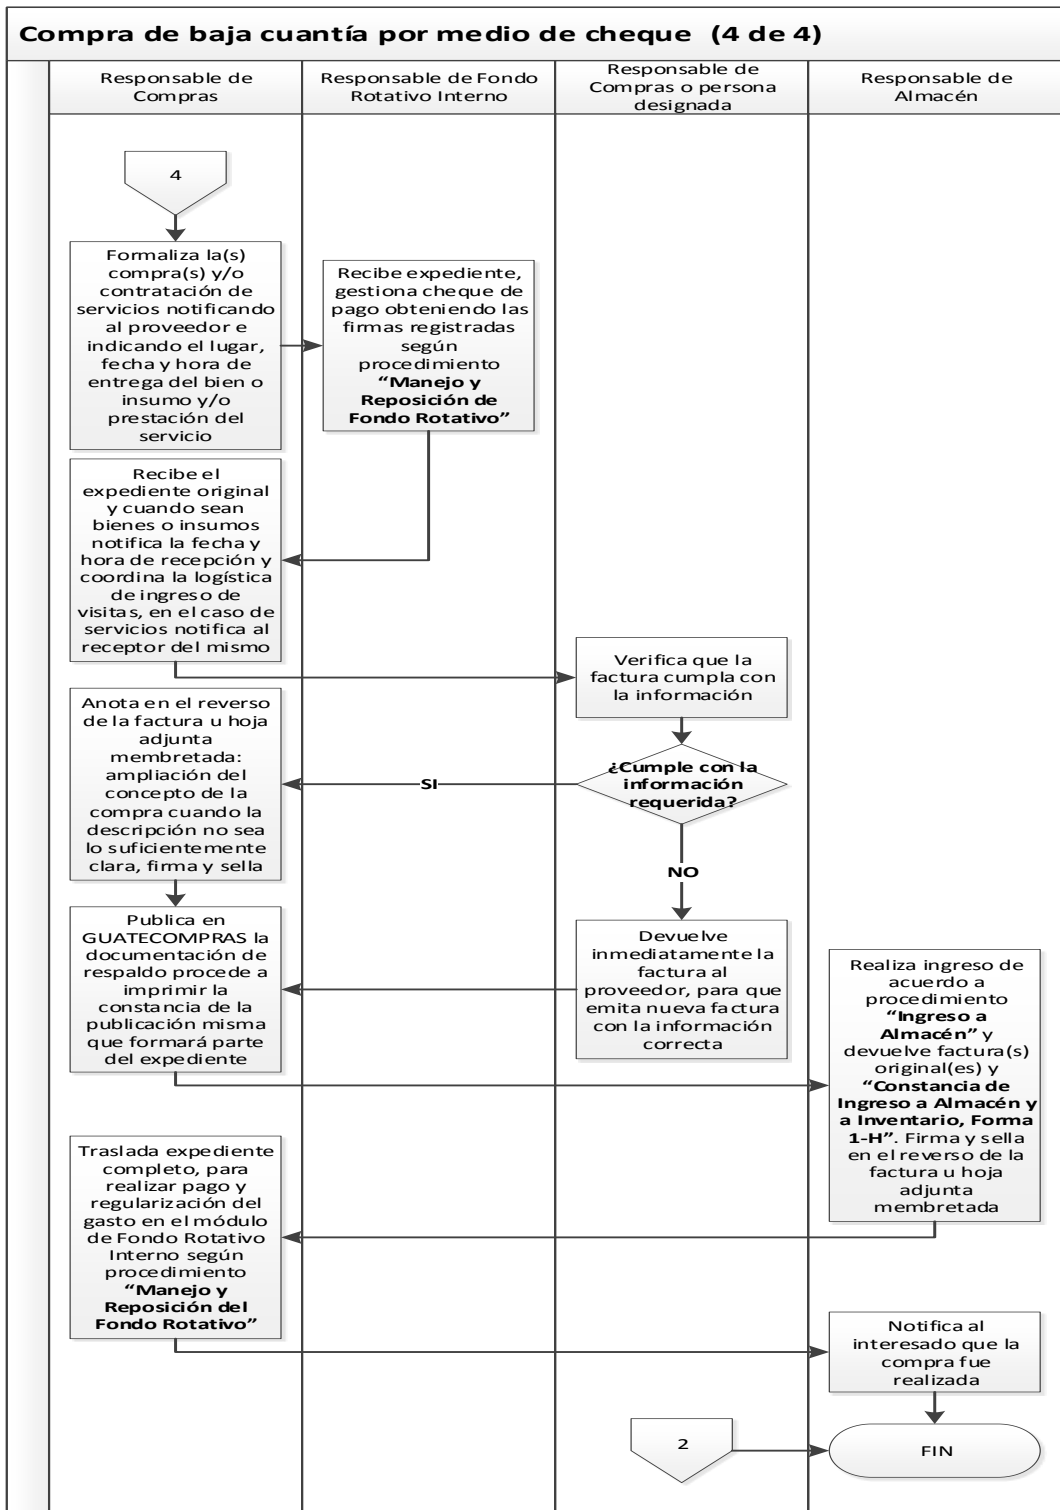 Compra de baja cuantía por medio de cheque (4 de 4)
Responsable de
Compras
Responsable de Fondo
Rotativo Interno
Responsable de
Compras o persona
designada
Responsable de
Almacén
4
Formaliza la(s)
compra(s) y/o
contratación de
servicios notificando
al proveedor e
indicando el lugar,
fecha y hora de
entrega del bien o
insumo y/o
prestación del
servicio
Recibe expediente,
gestiona cheque de
pago obteniendo las
firmas registradas
según
procedimiento
“Manejo y
Reposición de
Fondo Rotativo”
Recibe el
expediente original
y cuando sean
bienes o insumos
notifica la fecha y
hora de recepción y
coordina la logística
de ingreso de
visitas, en el caso de
servicios notifica al
receptor del mismo
Verifica que la
factura cumpla con
la información
¿Cumple con la
información
requerida?
SI
NO
Anota en el reverso
de la factura u hoja
adjunta
membretada:
ampliación del
concepto de la
compra cuando la
descripción no sea
lo suficientemente
clara, firma y sella
Publica en
GUATECOMPRAS la
documentación de
respaldo procede a
imprimir la
constancia de la
publicación misma
que formará parte
del expediente
Devuelve
inmediatamente la
factura al
proveedor, para que
emita nueva factura
con la información
correcta
Realiza ingreso de
acuerdo a
procedimiento
“Ingreso a
Almacén” y
devuelve factura(s)
original(es) y
“Constancia de
Ingreso a Almacén y
a Inventario, Forma
1-H”. Firma y sella
en el reverso de la
factura u hoja
adjunta
membretada
Traslada expediente
completo, para
realizar pago y
regularización del
gasto en el módulo
de Fondo Rotativo
Interno según
procedimiento
“Manejo y
Reposición del
Fondo Rotativo”
Notifica al
interesado que la
compra fue
realizada
2
FIN